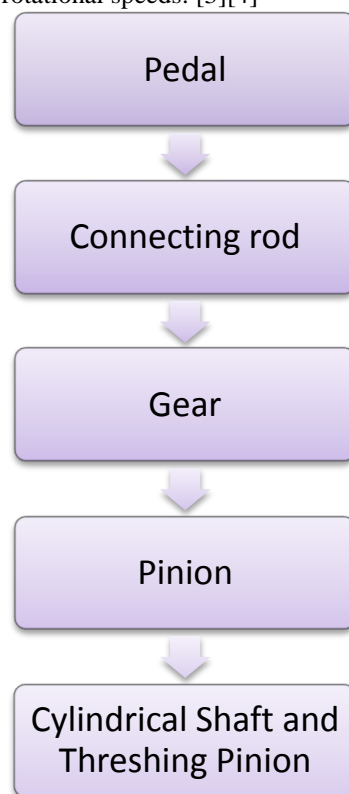 rotational speeds. [3][4]
Pedal
Connecting rod
Gear
Pinion
Cylindrical Shaft and
Threshing Pinion